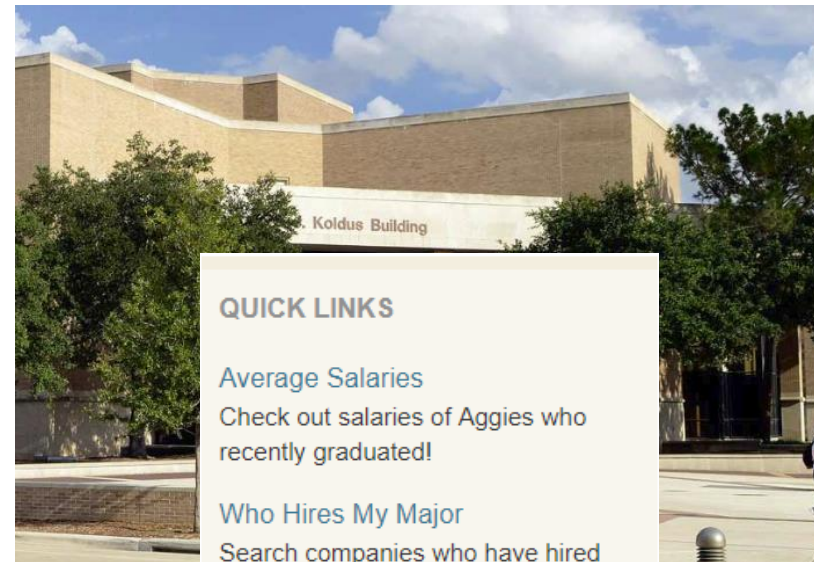 . Koldus Building
QUICK LINKS
Average Salaries
Check out salaries of Aggies who
recently graduated!
Who Hires My Major
Search companies who have hired